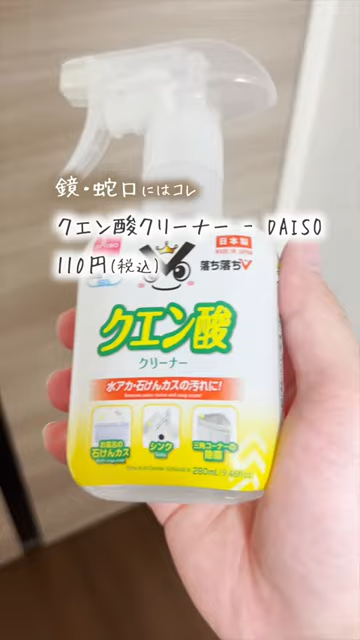 鏡・蛇口にはコレ
クエン酸クリーナー - DAISO
110円(税込)
日本製
落ち落ちV
クエン酸
クリーナー
水アカ・石けんカスの汚れに!
お風呂の
石けんカス
シンク
三角コーナーの
除菌
280mL